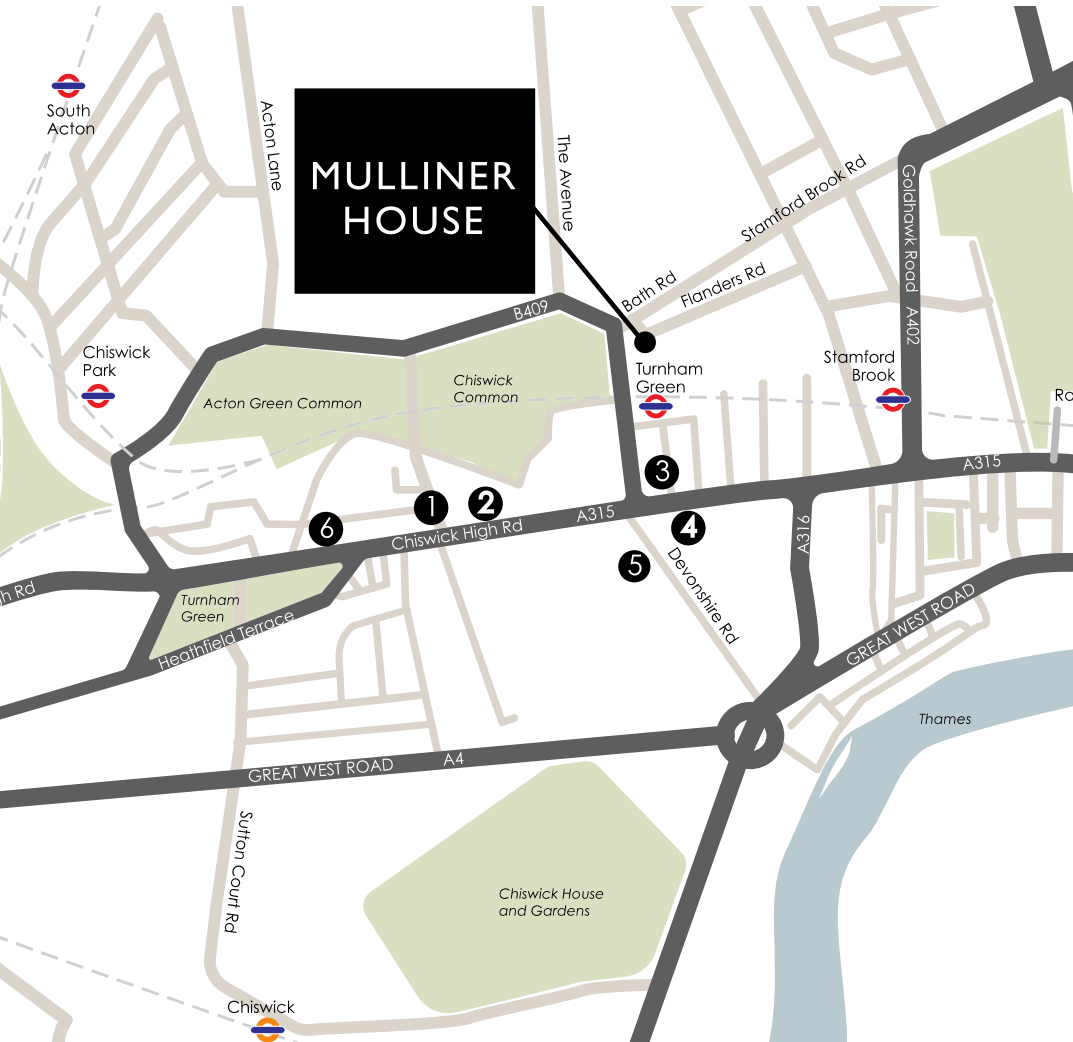 South
Acton
Acton Lane
MULLINER
HOUSE
The Avenue
Stamford Brook Rd
Goldhawk Road
A402
Bath Rd
Flanders Rd
B409
Chiswick
Park
Acton Green Common
Chiswick
Common
Turnham
Green
Stamford
Brook
Ro
A315
3
1
2
6
4
5
Chiswick High Rd
A315
A316
Devonshire Rd
gh Rd
Turnham
Green
Heathfield Terrace
GREAT WEST ROAD
Thames
GREAT WEST ROAD
A4
Sutton Court Rd
Chiswick House
and Gardens
Chiswick